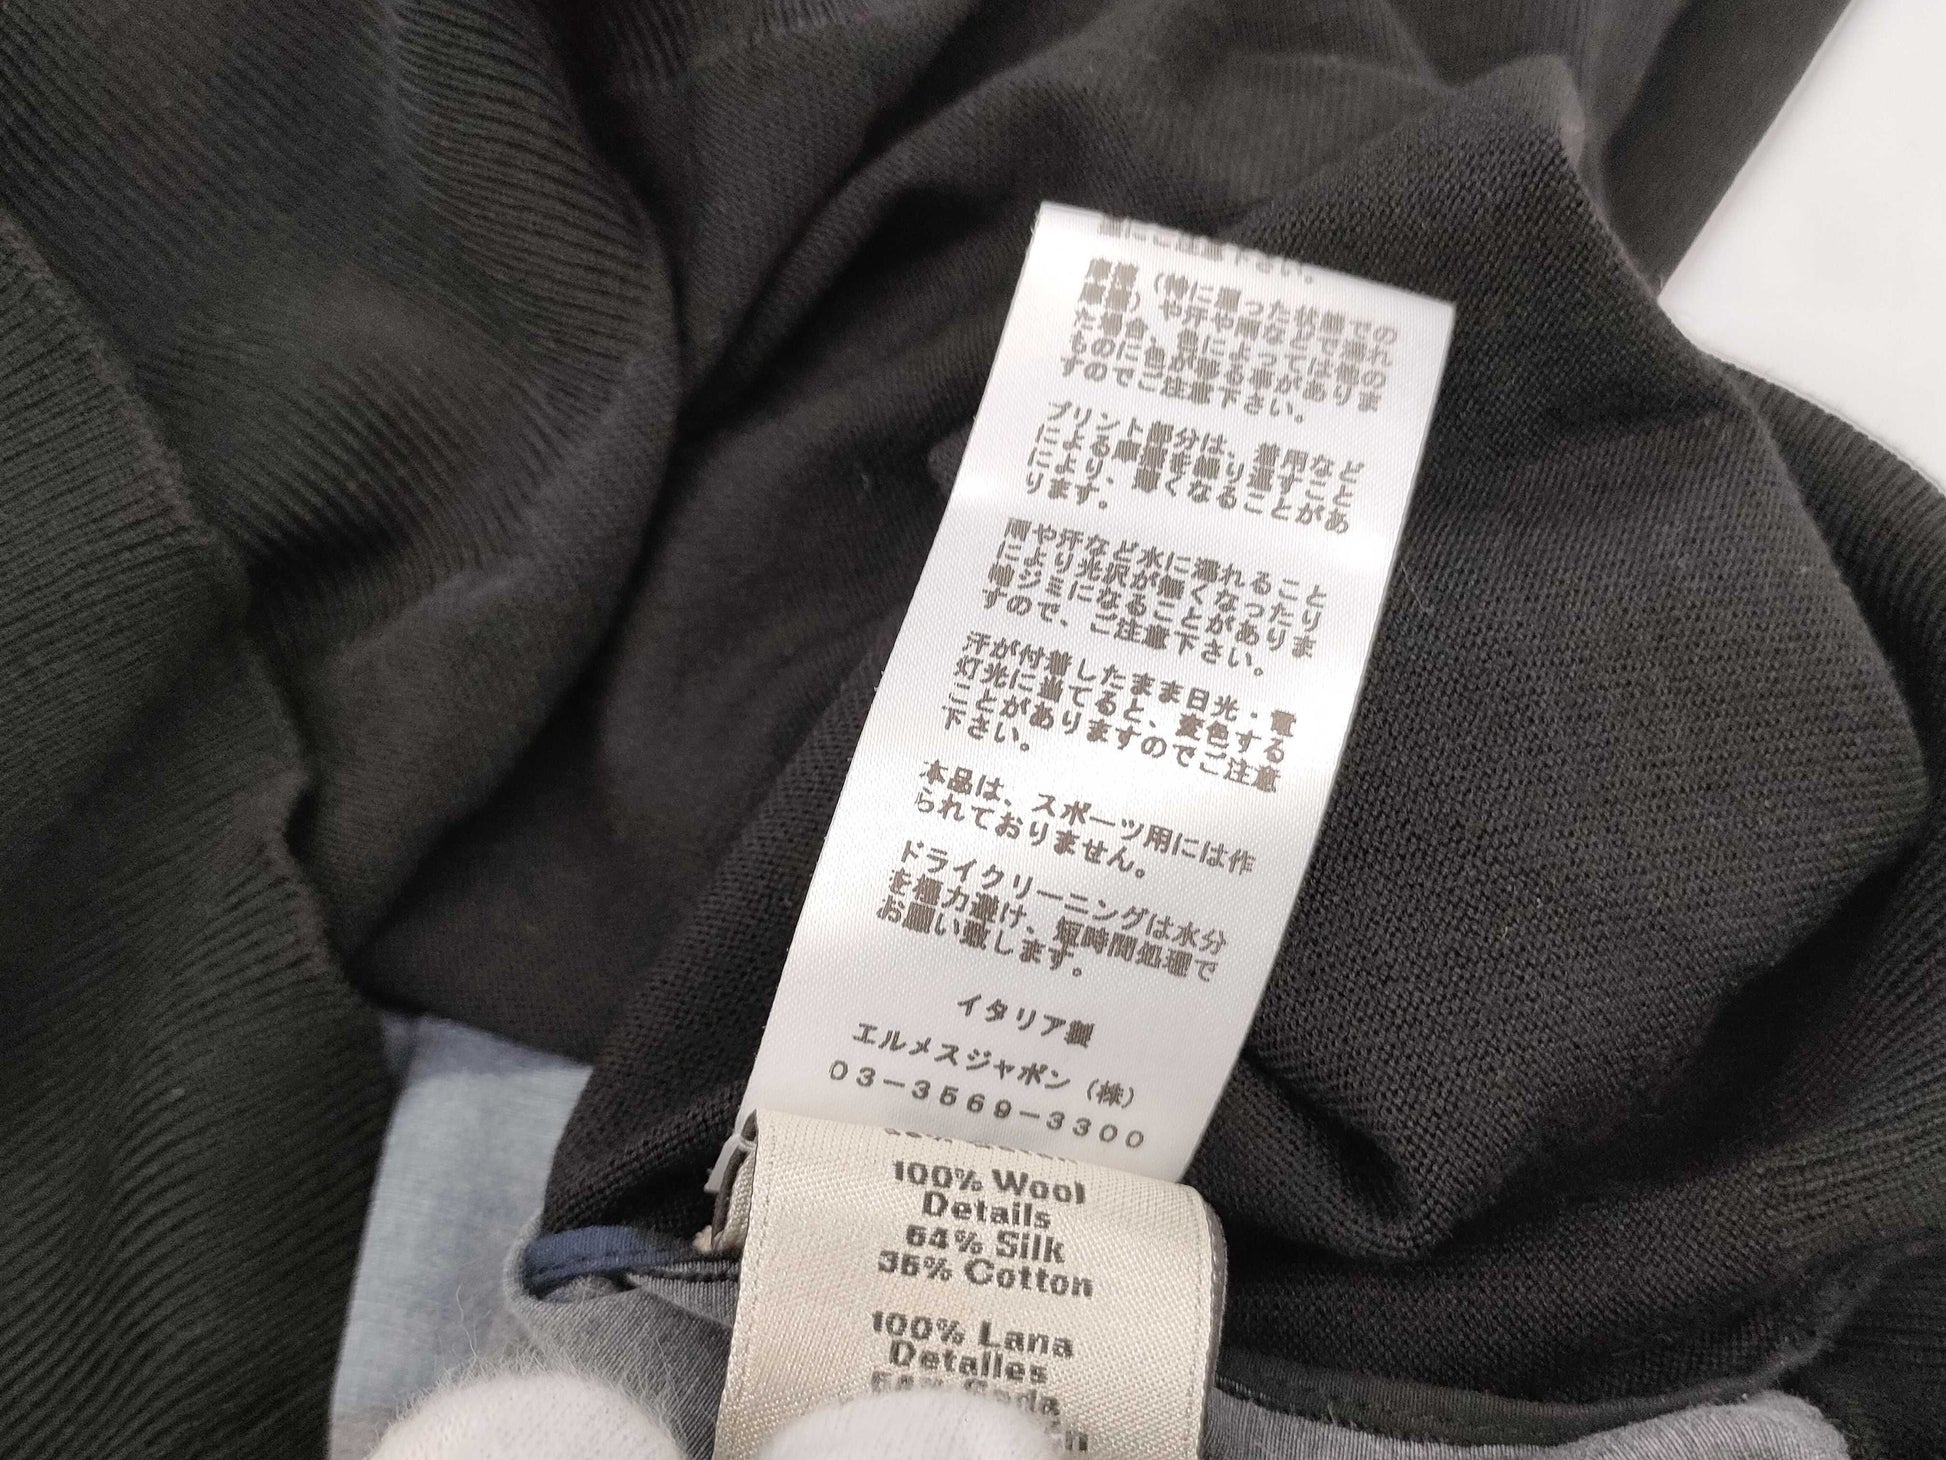 にご注意下さい。
摩擦（特に湿った状態での
摩擦）や汗や雨などで濡れ
た場合、色によっては他の
ものに色が移る事がありま
すのでご注意下さい。
プリント部分は、着用など
による摩擦を繰り返すこと
により、薄くなることがあ
ります。
雨や汗など水に濡れること
により光沢が無くなったり
シミになることがありま
すので、ご注意下さい。
汗が付着したまま日光・電
灯光に当てると、変色する
ことがありますのでご注意
下さい。
本品は、スポーツ用には作
られておりません。
ドライクリーニングは水分
を極力避け、短時間処理で
お願い致します。
イタリア製
エルメスジャポン（株）
03-3569-3300
100% Wool
Details
64% Silk
36% Cotton
100% Lana
Detalles